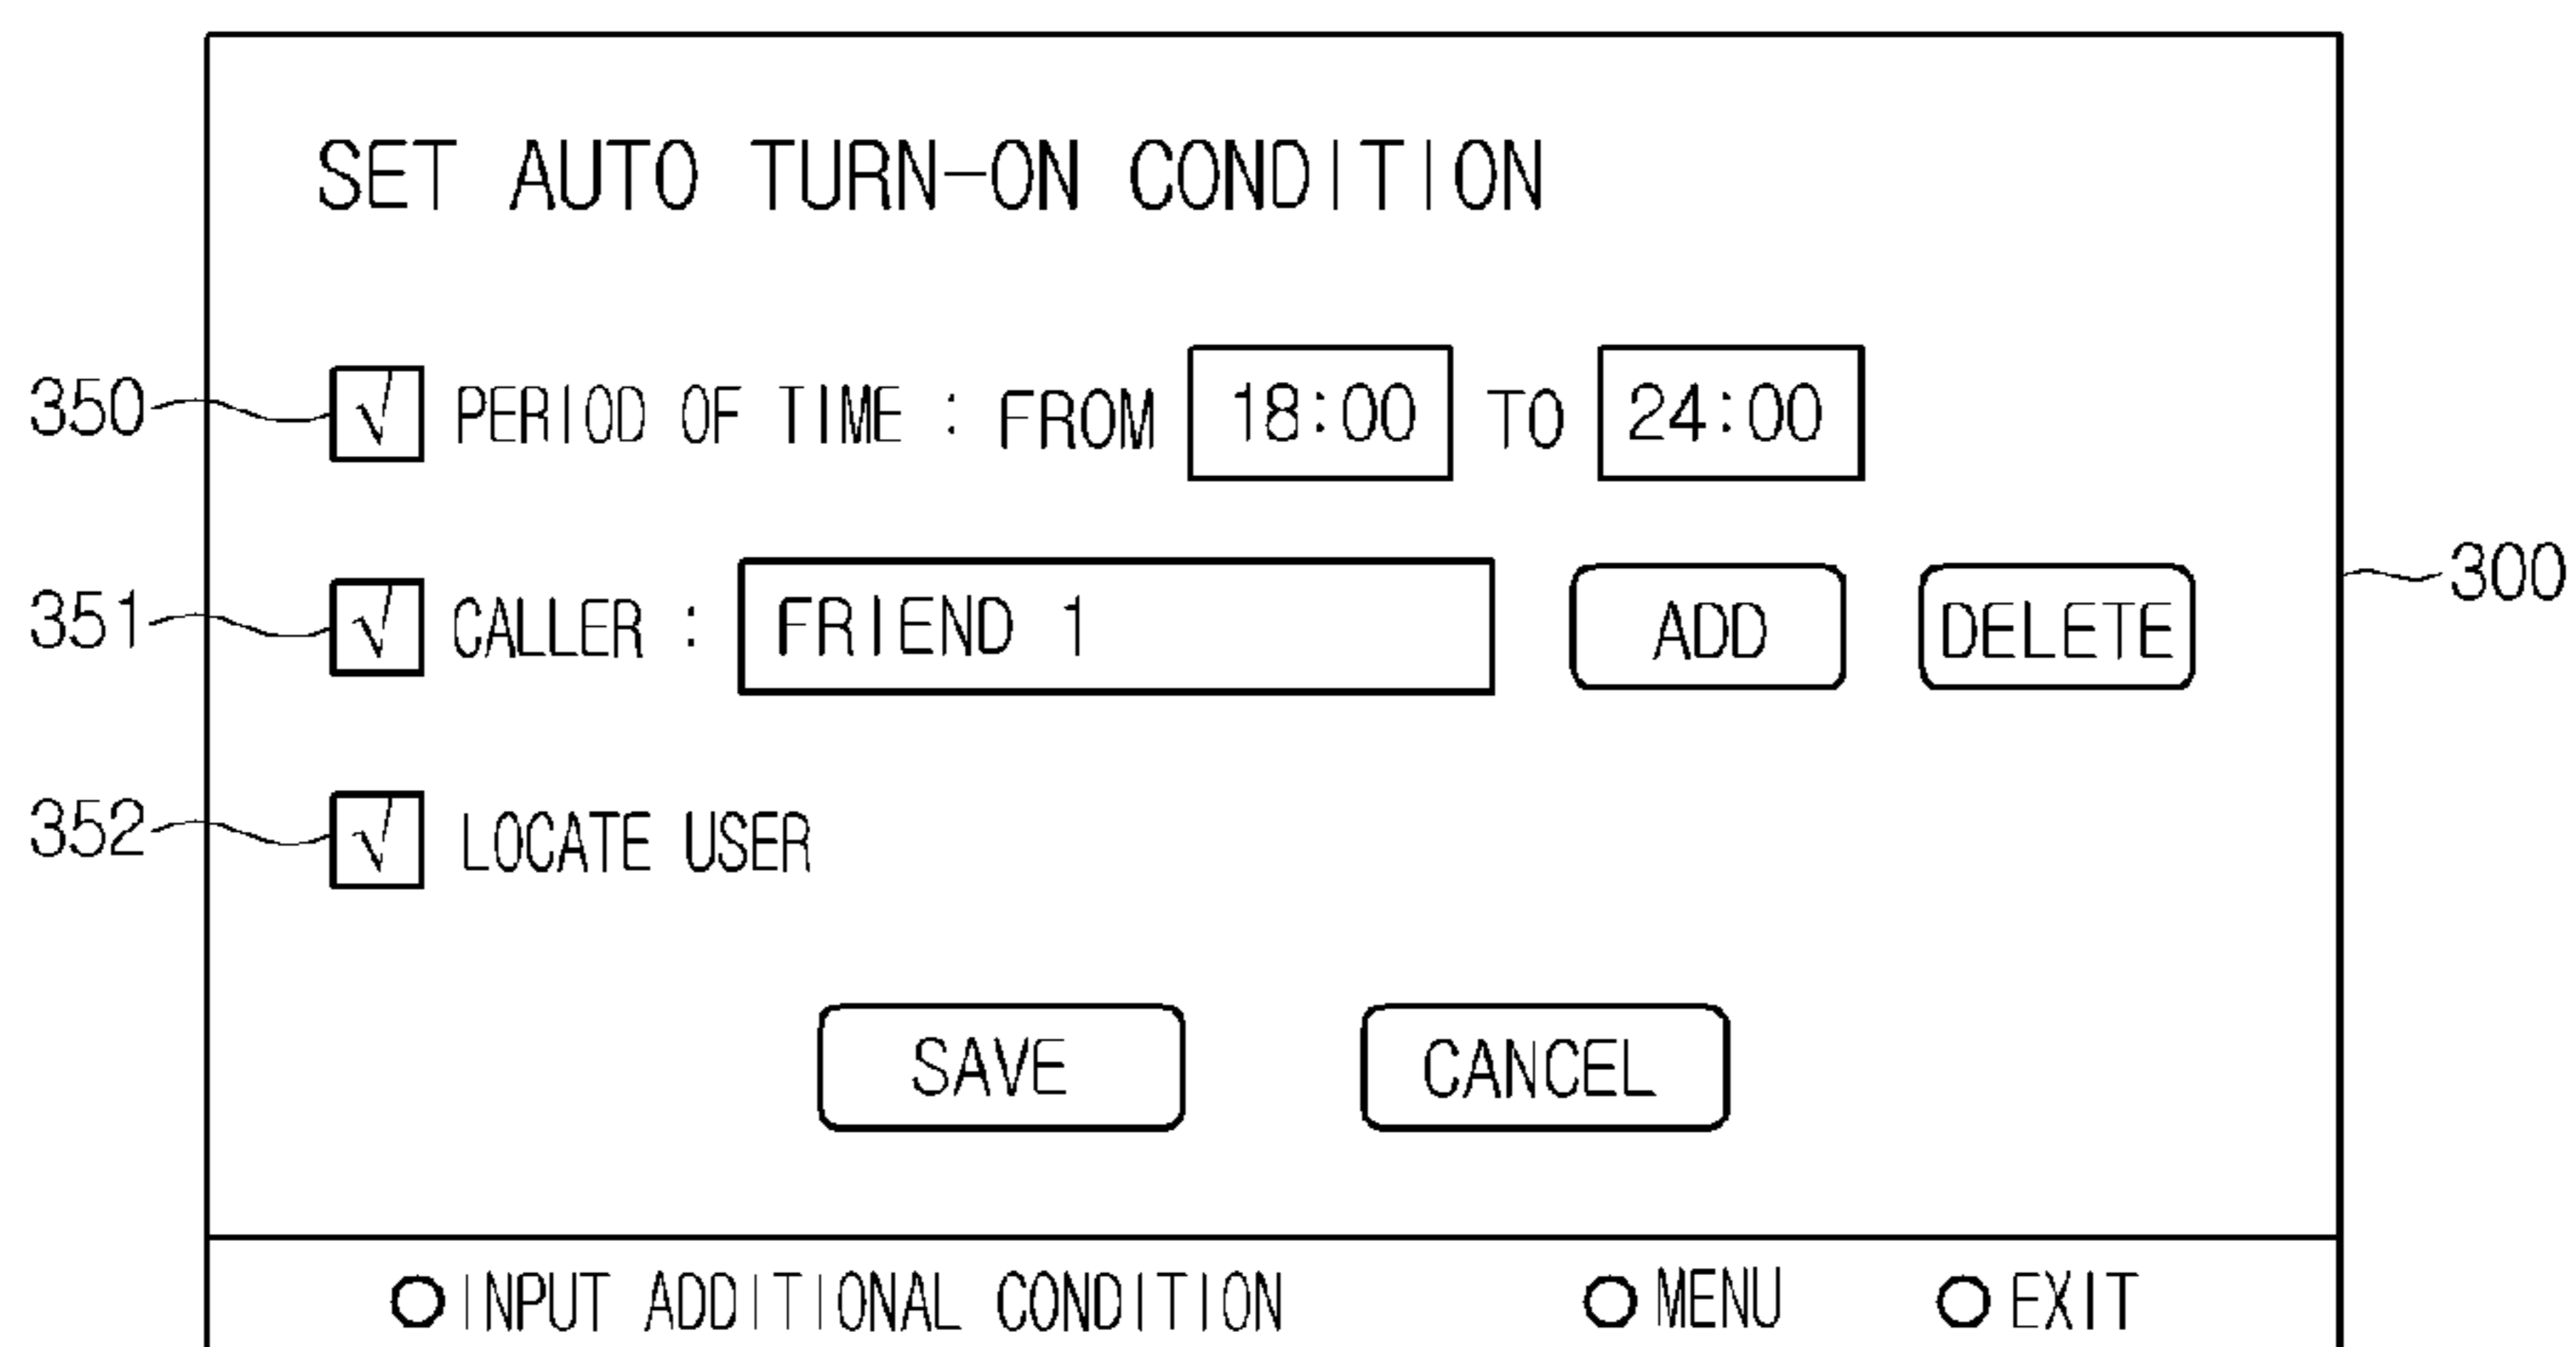 SET AUTO TURN-ON CONDITION
350 √ PERIOD OF TIME : FROM 18:00 TO 24:00
351 √ CALLER : FRIEND 1 ADD DELETE 300
352 √ LOCATE USER
SAVE CANCEL
INPUT ADDITIONAL CONDITION MENU EXIT